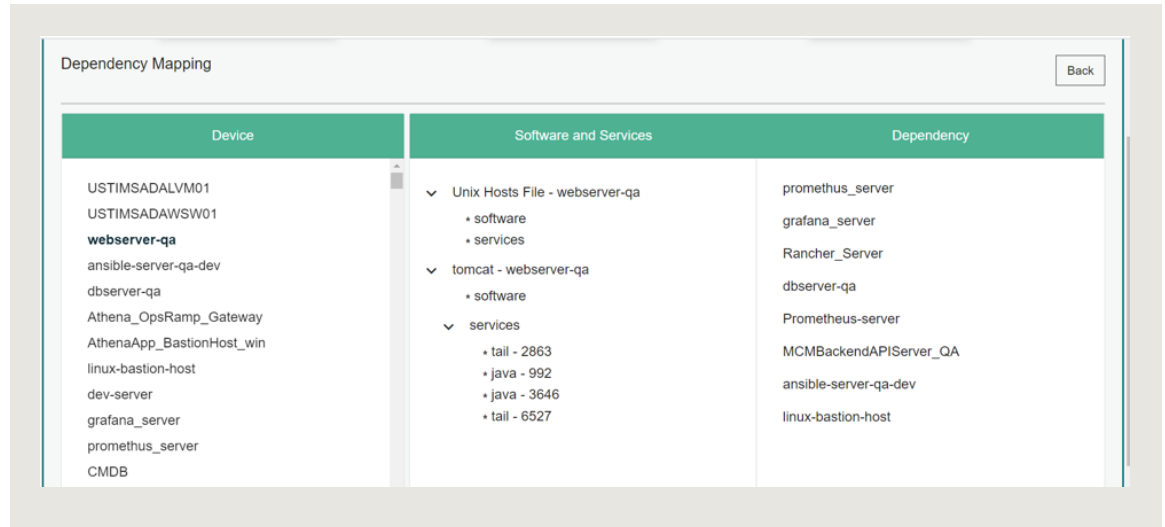 Dependency Mapping
Back
Device
Software and Services
Dependency
USTIMSADALVM01
USTIMSADAWSW01
webserver-qa
ansible-server-qa-dev
dbserver-qa
Athena_OpsRamp_Gateway
AthenaApp_BastionHost_win
linux-bastion-host
dev-server
grafana_server
promethus_server
CMDB
Unix Hosts File - webserver-qa
* software
* services
tomcat - webserver-qa
* software
services
* tail - 2863
* java - 992
* java - 3646
* tail - 6527
promethus_server
grafana_server
Rancher_Server
dbserver-qa
Prometheus-server
MCMBackendAPIServer_QA
ansible-server-qa-dev
linux-bastion-host